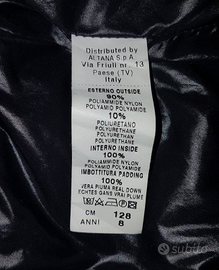 Distributed by
ALTANA S.p.A
Via Friuli nr. 13
Paese (TV)
Italy
ESTERNO OUTSIDE
90%
POLIAMMIDE NYLON
POLYAMID POLYAMIDE
10%
POLIURETANO
POLYURETHANE
POLYURETHAN
INTERNO INSIDE
100%
POLIAMMIDE NYLON
POLYAMID POLYAMIDE
IMBOTTITURA PADDING
100%
VERA PIUMA REAL DOWN
ECHTES GANS VRAI PLUME
CM 128
ANNI 8
subito